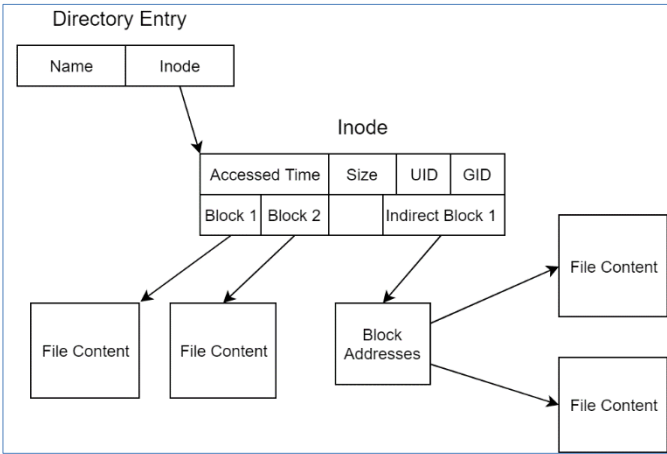 Directory Entry
Name
Inode
Inode
Accessed Time
Size
UID
GID
Block 1
Block 2
Indirect Block 1
File Content
File Content
File Content
Block
Addresses
File Content